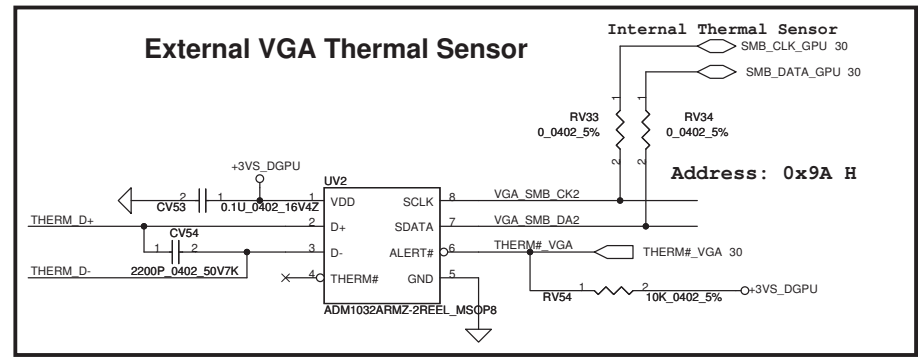 External VGA Thermal Sensor
Internal Thermal Sensor
SMB_CLK_GPU 30
SMB_DATA_GPU 30
1 1
RV33 RV34
0_0402_5% 0_0402_5%
2 2
Address: 0x9A H
+3VS_DGPU
UV2
2 1 1 VDD SCLK 8 VGA_SMB_CK2
CV53 0.1U_0402_16V4Z
THERM_D+ 2 D+ SDATA 7 VGA_SMB_DA2
CV54
1 2 3 D- ALERT# 6 THERM#_VGA THERM#_VGA 30
THERM_D- 2200P_0402_50V7K 4 THERM# GND 5
RV54 1 2 10K_0402_5% +3VS_DGPU
ADM1032ARMZ-2REEL_MSOP8